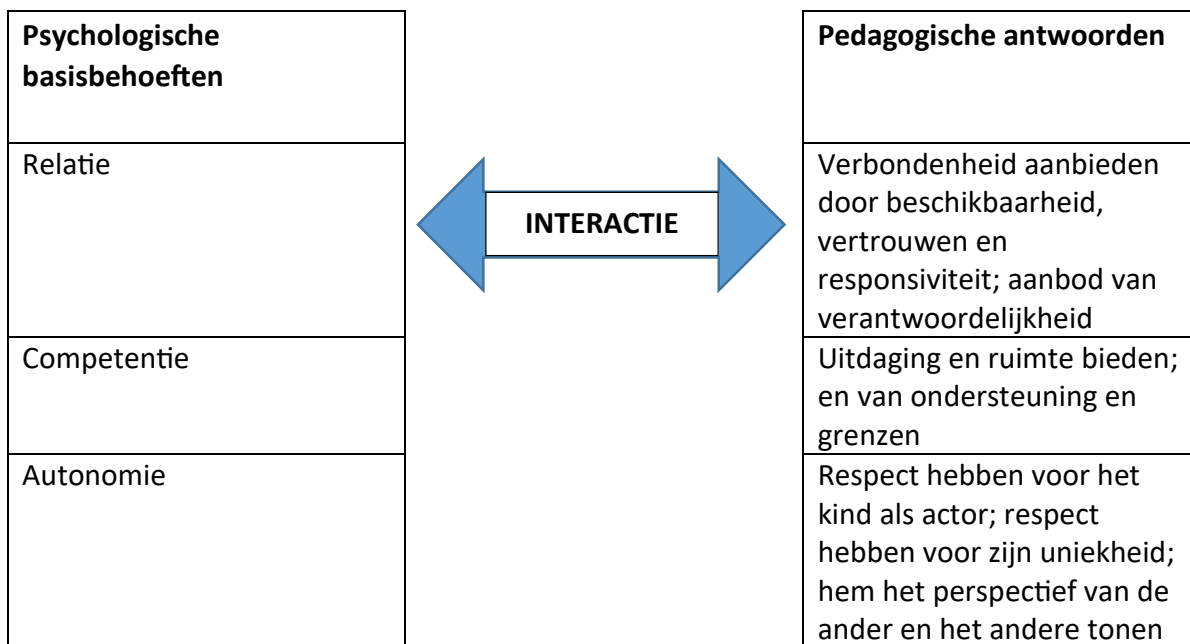 Psychologische
basisbehoeften
Pedagogische antwoorden
Relatie
INTERACTIE
Verbondenheid aanbieden
door beschikbaarheid,
vertrouwen en
responsiviteit; aanbod van
verantwoordelijkheid
Competentie
Uitdaging en ruimte bieden;
en van ondersteuning en
grenzen
Autonomie
Respect hebben voor het
kind als actor; respect
hebben voor zijn uniekheid;
hem het perspectief van de
ander en het andere tonen